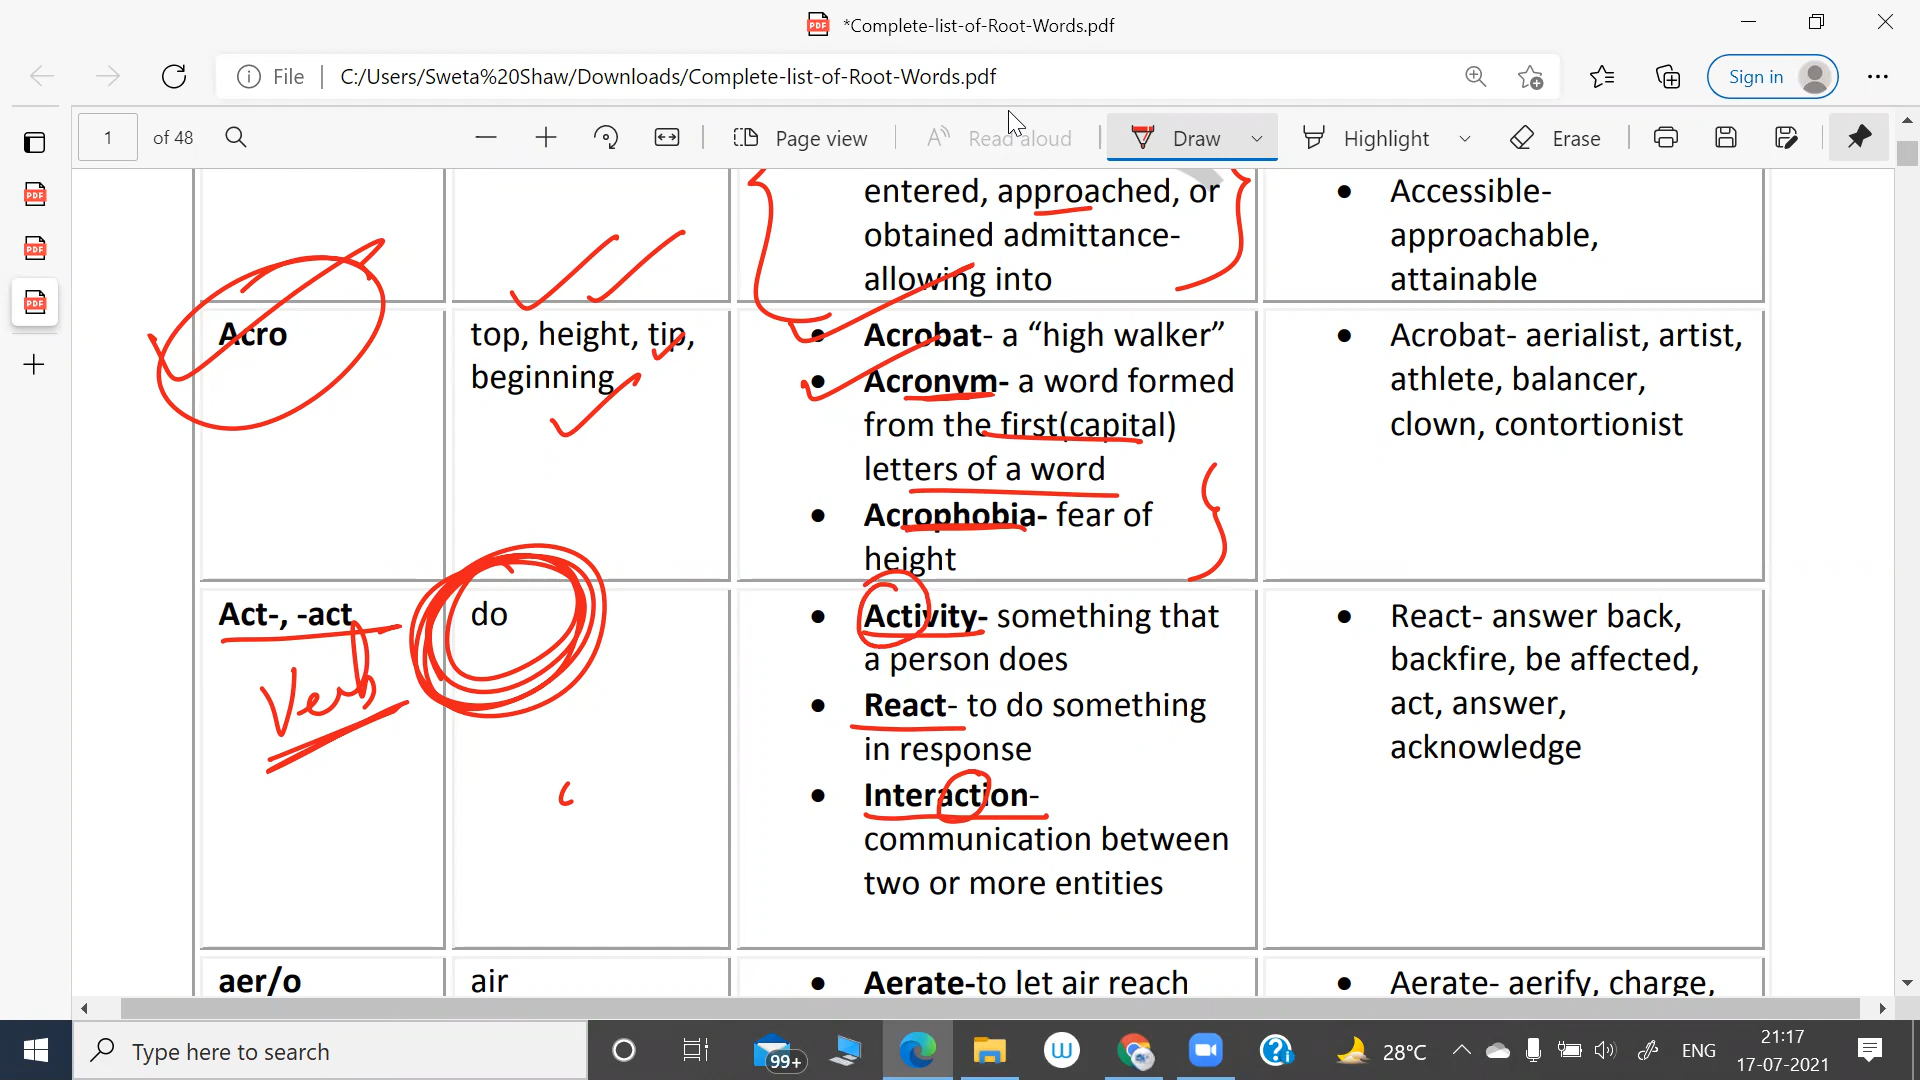 *Complete-list-of-Root-Words.pdf
File
C:/Users/Sweta%20Shaw/Downloads/Complete-list-of-Root-Words.pdf
Sign in
1 of 48
Page view
Read aloud
Draw
Highlight
Erase
entered, approached, or
obtained admittance-
allowing into
• Accessible-
approachable,
attainable
Acro
top, height, tip,
beginning
• Acrobat- a “high walker”
• Acronym- a word formed
from the first(capital)
letters of a word
• Acrophobia- fear of
height
• Acrobat- aerialist, artist,
athlete, balancer,
clown, contortionist
Act-, -act
Verb
do
• Activity- something that
a person does
• React- to do something
in response
• Interaction-
communication between
two or more entities
• React- answer back,
backfire, be affected,
act, answer,
acknowledge
aer/o
air
• Aerate-to let air reach
• Aerate- aerify, charge,
Type here to search
99+
28°C
ENG
21:17
17-07-2021